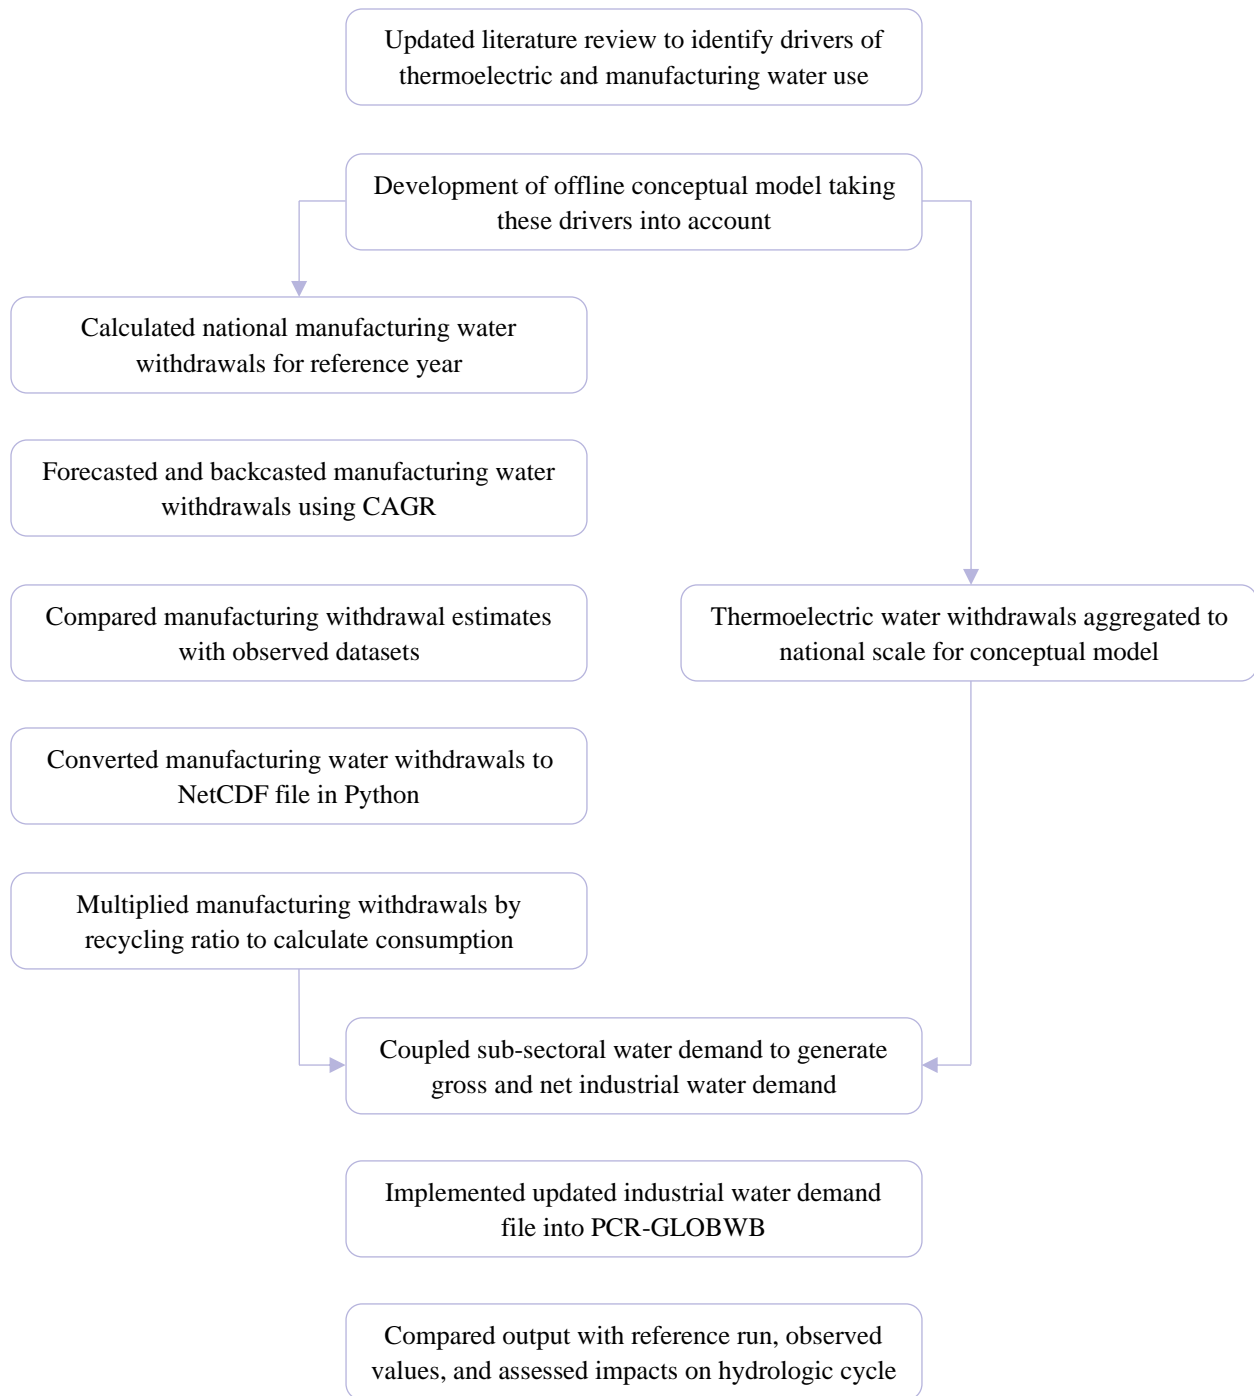 Updated literature review to identify drivers of
thermoelectric and manufacturing water use
Development of offline conceptual model taking
these drivers into account
Calculated national manufacturing water
withdrawals for reference year
Forecasted and backcasted manufacturing water
withdrawals using CAGR
Compared manufacturing withdrawal estimates
with observed datasets
Thermoelectric water withdrawals aggregated to
national scale for conceptual model
Converted manufacturing water withdrawals to
NetCDF file in Python
Multiplied manufacturing withdrawals by
recycling ratio to calculate consumption
Coupled sub-sectoral water demand to generate
gross and net industrial water demand
Implemented updated industrial water demand
file into PCR-GLOBWB
Compared output with reference run, observed
values, and assessed impacts on hydrologic cycle